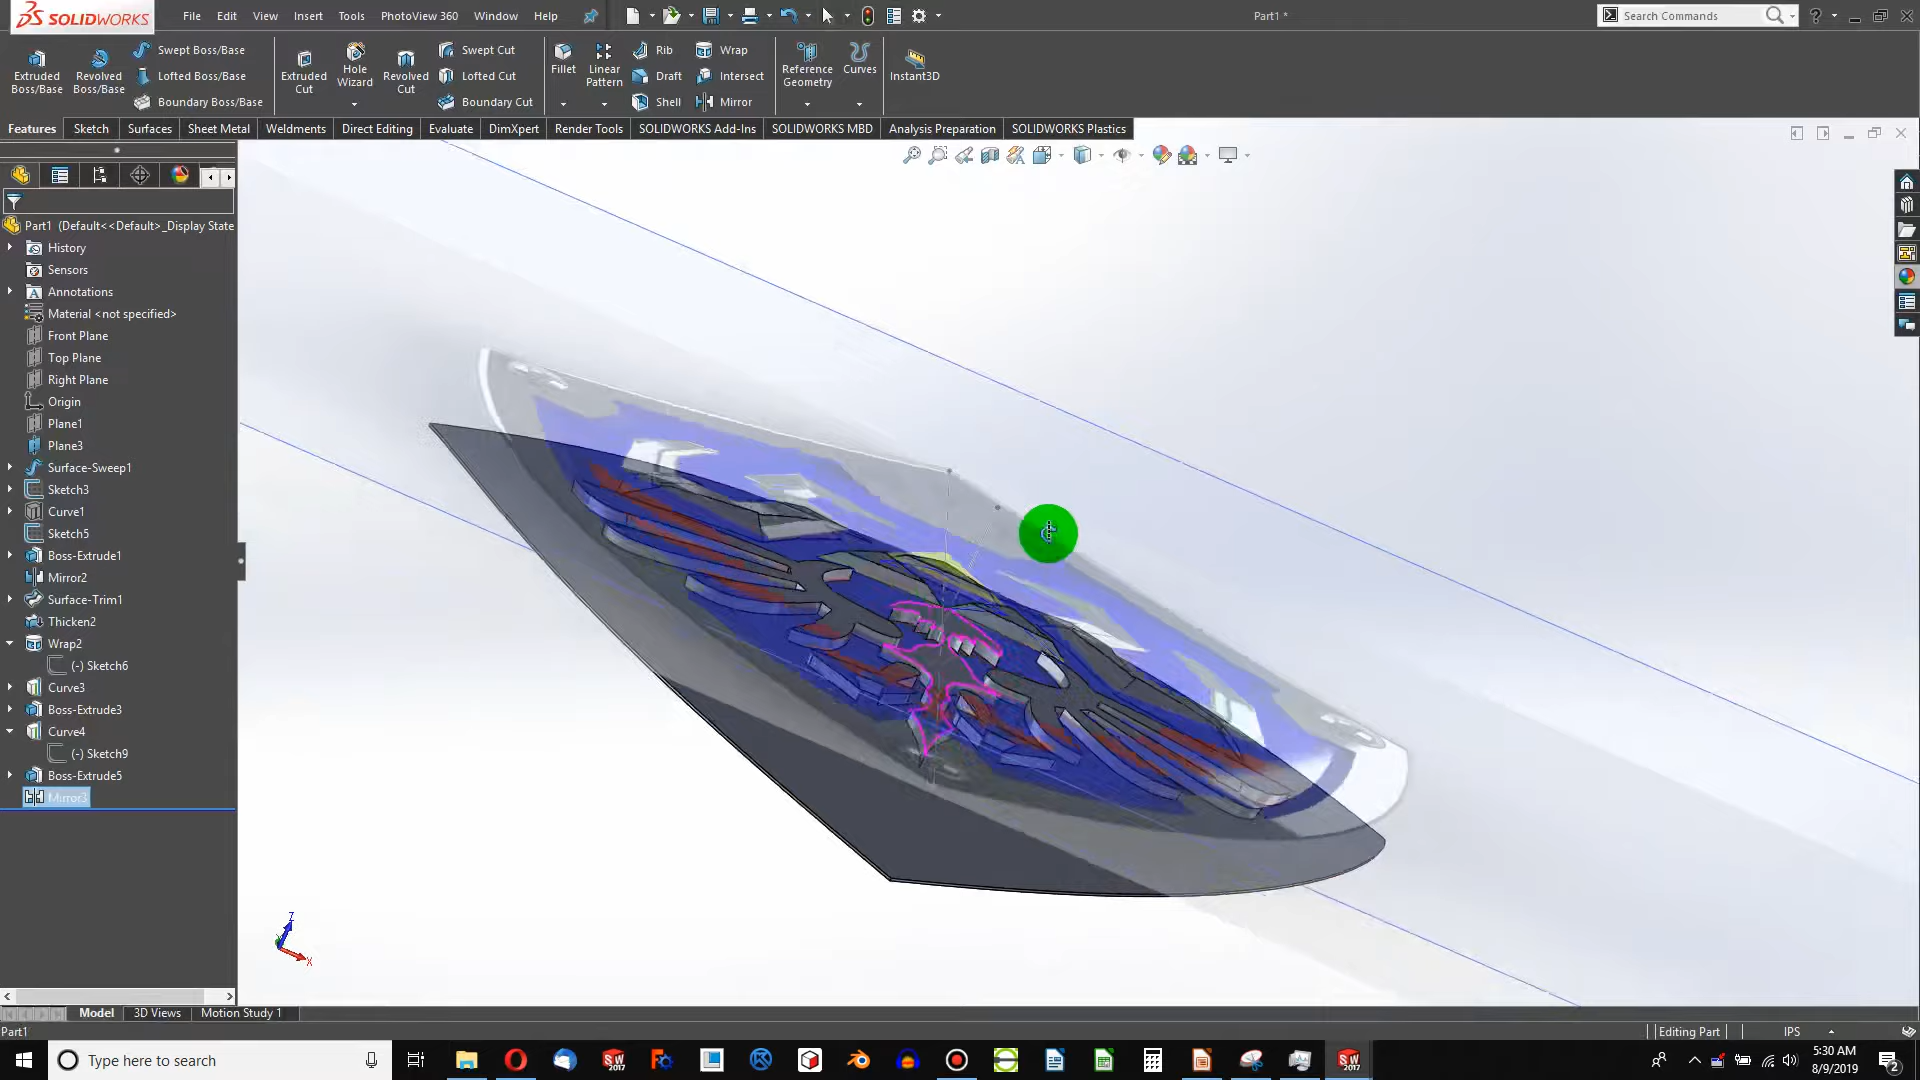 SOLIDWORKS File Edit View Insert Tools PhotoView 360 Window Help Part1 * Search Commands
Extruded Boss/Base
Revolved Boss/Base
Swept Boss/Base
Lofted Boss/Base
Boundary Boss/Base
Extruded Cut
Hole Wizard
Revolved Cut
Swept Cut
Lofted Cut
Boundary Cut
Fillet
Linear Pattern
Rib
Draft
Shell
Wrap
Intersect
Mirror
Reference Geometry
Curves
Instant3D
Features Sketch Surfaces Sheet Metal Weldments Direct Editing Evaluate DimXpert Render Tools SOLIDWORKS Add-Ins SOLIDWORKS MBD Analysis Preparation SOLIDWORKS Plastics
Part1 (Default<<Default>_Display State
History
Sensors
Annotations
Material <not specified>
Front Plane
Top Plane
Right Plane
Origin
Plane1
Plane3
Surface-Sweep1
Sketch3
Curve1
Sketch5
Boss-Extrude1
Mirror2
Surface-Trim1
Thicken2
Wrap2
(-) Sketch6
Curve3
Boss-Extrude3
Curve4
(-) Sketch9
Boss-Extrude5
Mirror3
Z
X
Model 3D Views Motion Study 1
Part1 Editing Part IPS
Type here to search
SW 2017
SW 2017
5:30 AM
8/9/2019
2